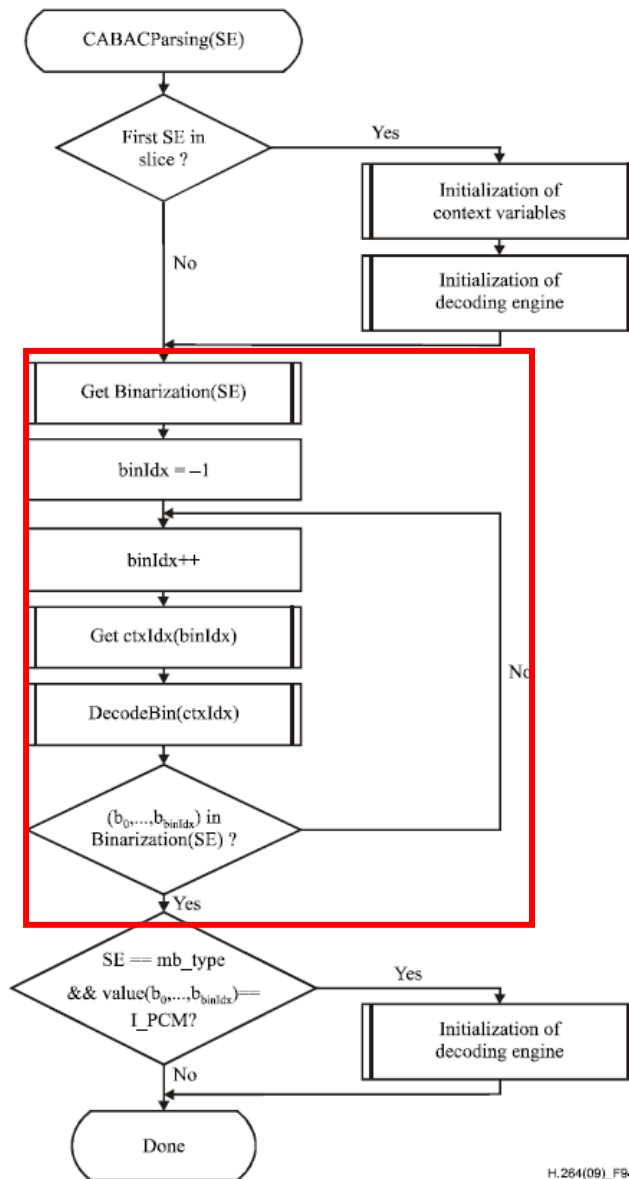 CABACParsing(SE)
First SE in
slice ?
Yes
Initialization of
context variables
No
Initialization of
decoding engine
Get Binarization(SE)
binIdx = –1
binIdx++
Get ctxIdx(binIdx)
No
DecodeBin(ctxIdx)
(b0,...,bbinIdx) in
Binarization(SE) ?
Yes
SE == mb_type
&& value(b0,...,bbinIdx)==
I_PCM?
Yes
Initialization of
decoding engine
No
Done
H.264(09)_F9